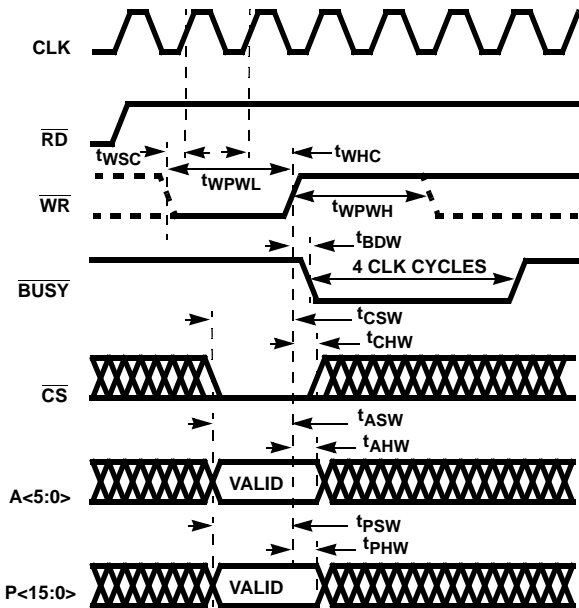 CLK
RD
tWSC
tWHC
tWPWL
WR
tWPWH
tBDW
4 CLK CYCLES
BUSY
tCSW
tCHW
CS
tASW
tAHW
VALID
A<5:0>
tPSW
tPHW
VALID
P<15:0>